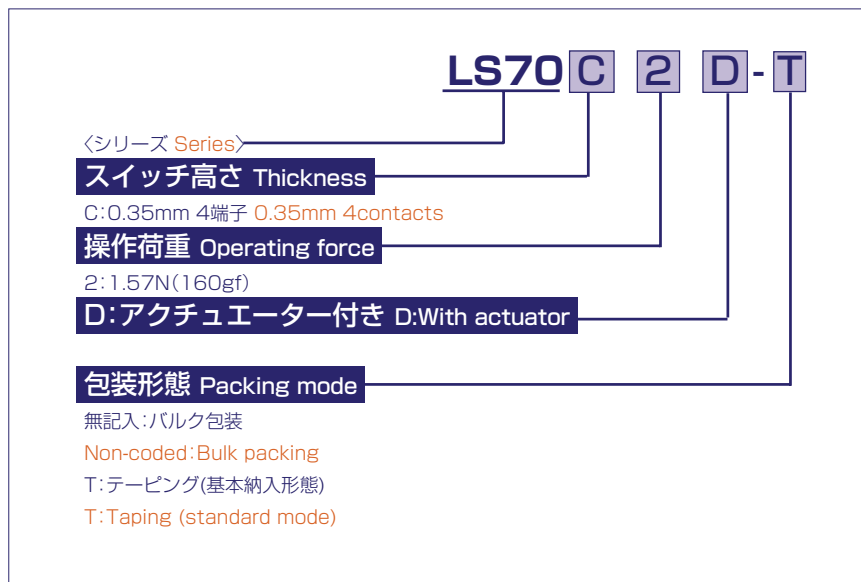 LS70 C 2 D - T
〈シリーズ Series〉
スイッチ高さ Thickness
C:0.35mm 4端子 0.35mm 4contacts
操作荷重 Operating force
2:1.57N(160gf)
D:アクチュエーター付き D:With actuator
包装形態 Packing mode
無記入:バルク包装
Non-coded:Bulk packing
T:テーピング(基本納入形態)
T:Taping (standard mode)